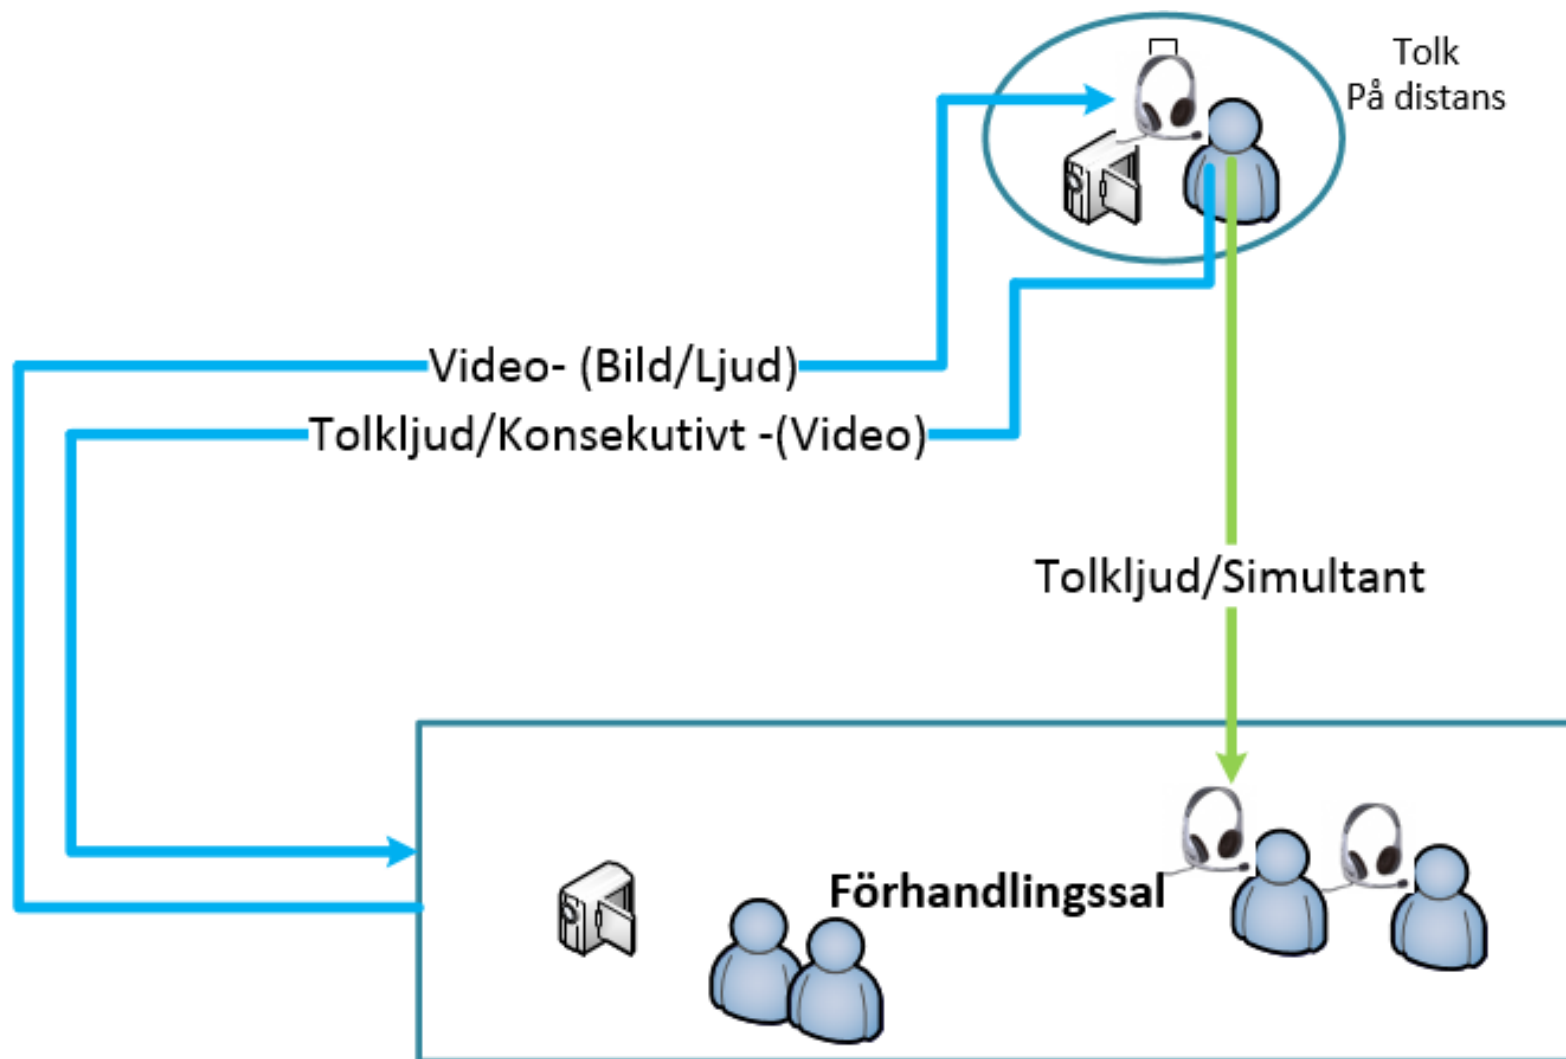 Tolk
På distans
Video- (Bild/Ljud)
Tolkljud/Konsekutivt -(Video)
Tolkljud/Simultant
Förhandlingssal